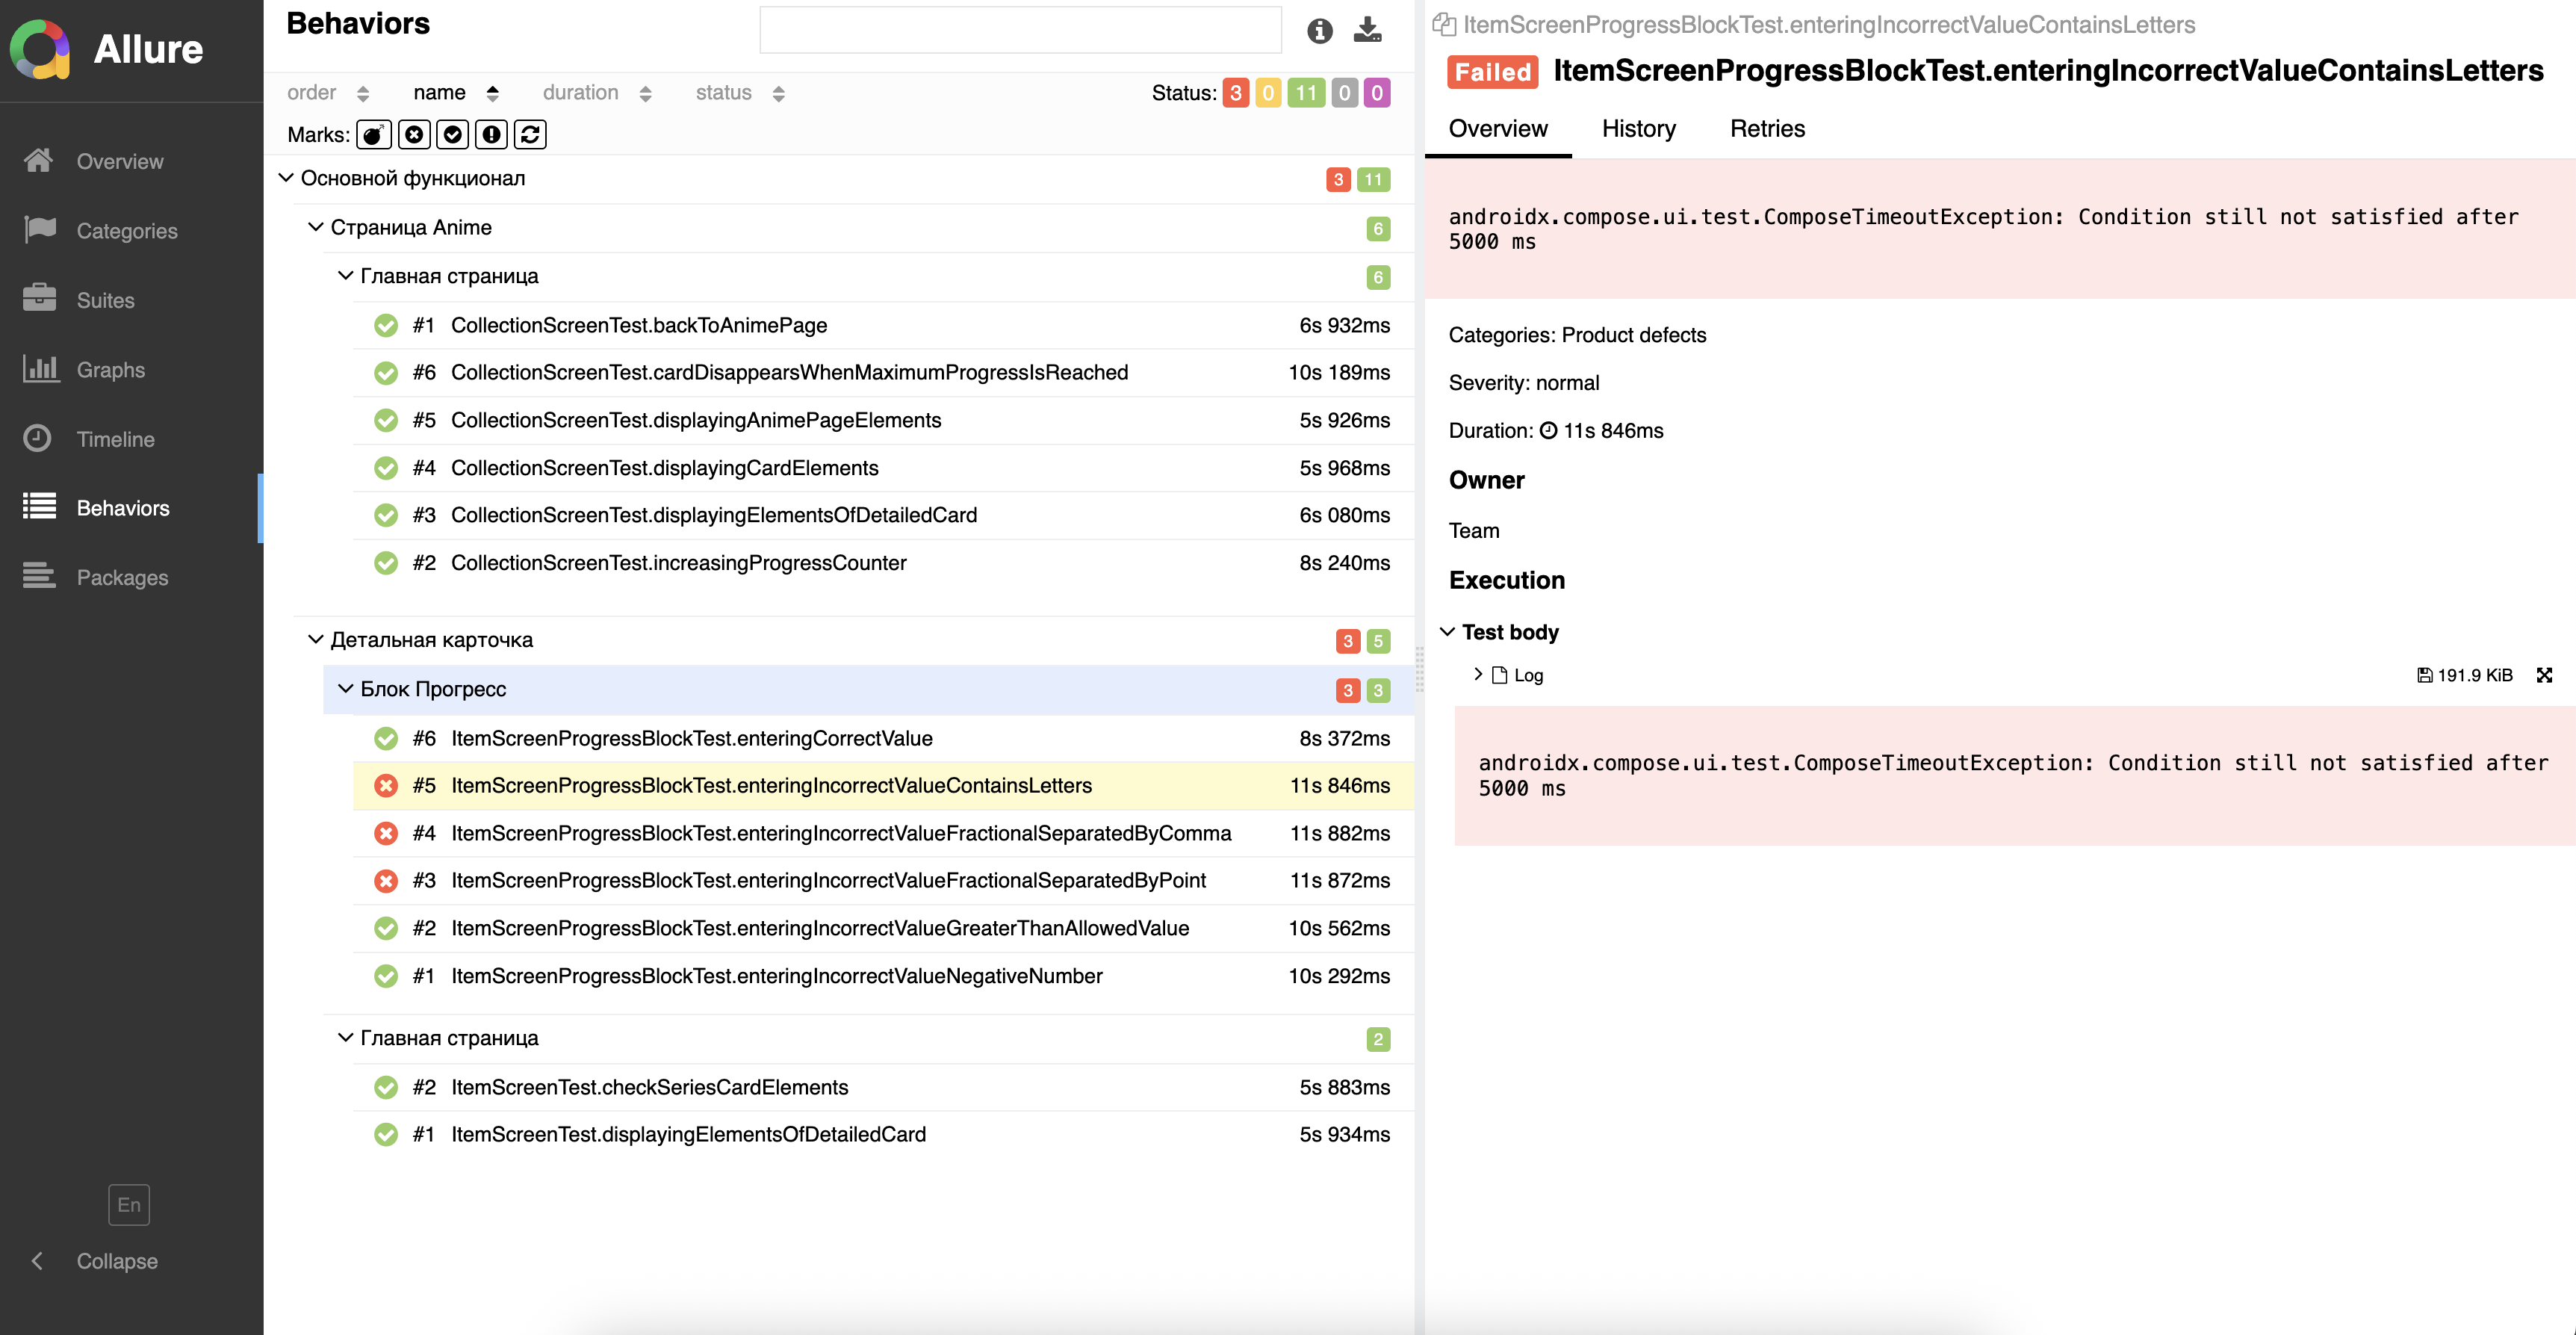 Allure
Overview
Categories
Suites
Graphs
Timeline
Behaviors
Packages
En
Collapse
Behaviors
order name duration status Status: 3 0 11 0 0
Marks:
Основной функционал 3 11
Страница Anime 6
Главная страница 6
#1 CollectionScreenTest.backToAnimePage 6s 932ms
#6 CollectionScreenTest.cardDisappearsWhenMaximumProgressIsReached 10s 189ms
#5 CollectionScreenTest.displayingAnimePageElements 5s 926ms
#4 CollectionScreenTest.displayingCardElements 5s 968ms
#3 CollectionScreenTest.displayingElementsOfDetailedCard 6s 080ms
#2 CollectionScreenTest.increasingProgressCounter 8s 240ms
Детальная карточка 3 5
Блок Прогресс 3 3
#6 ItemScreenProgressBlockTest.enteringCorrectValue 8s 372ms
#5 ItemScreenProgressBlockTest.enteringIncorrectValueContainsLetters 11s 846ms
#4 ItemScreenProgressBlockTest.enteringIncorrectValueFractionalSeparatedByComma 11s 882ms
#3 ItemScreenProgressBlockTest.enteringIncorrectValueFractionalSeparatedByPoint 11s 872ms
#2 ItemScreenProgressBlockTest.enteringIncorrectValueGreaterThanAllowedValue 10s 562ms
#1 ItemScreenProgressBlockTest.enteringIncorrectValueNegativeNumber 10s 292ms
Главная страница 2
#2 ItemScreenTest.checkSeriesCardElements 5s 883ms
#1 ItemScreenTest.displayingElementsOfDetailedCard 5s 934ms
ItemScreenProgressBlockTest.enteringIncorrectValueContainsLetters
Failed ItemScreenProgressBlockTest.enteringIncorrectValueContainsLetters
Overview History Retries
androidx.compose.ui.test.ComposeTimeoutException: Condition still not satisfied after
5000 ms
Categories: Product defects
Severity: normal
Duration: 11s 846ms
Owner
Team
Execution
Test body
Log 191.9 KiB
androidx.compose.ui.test.ComposeTimeoutException: Condition still not satisfied after
5000 ms